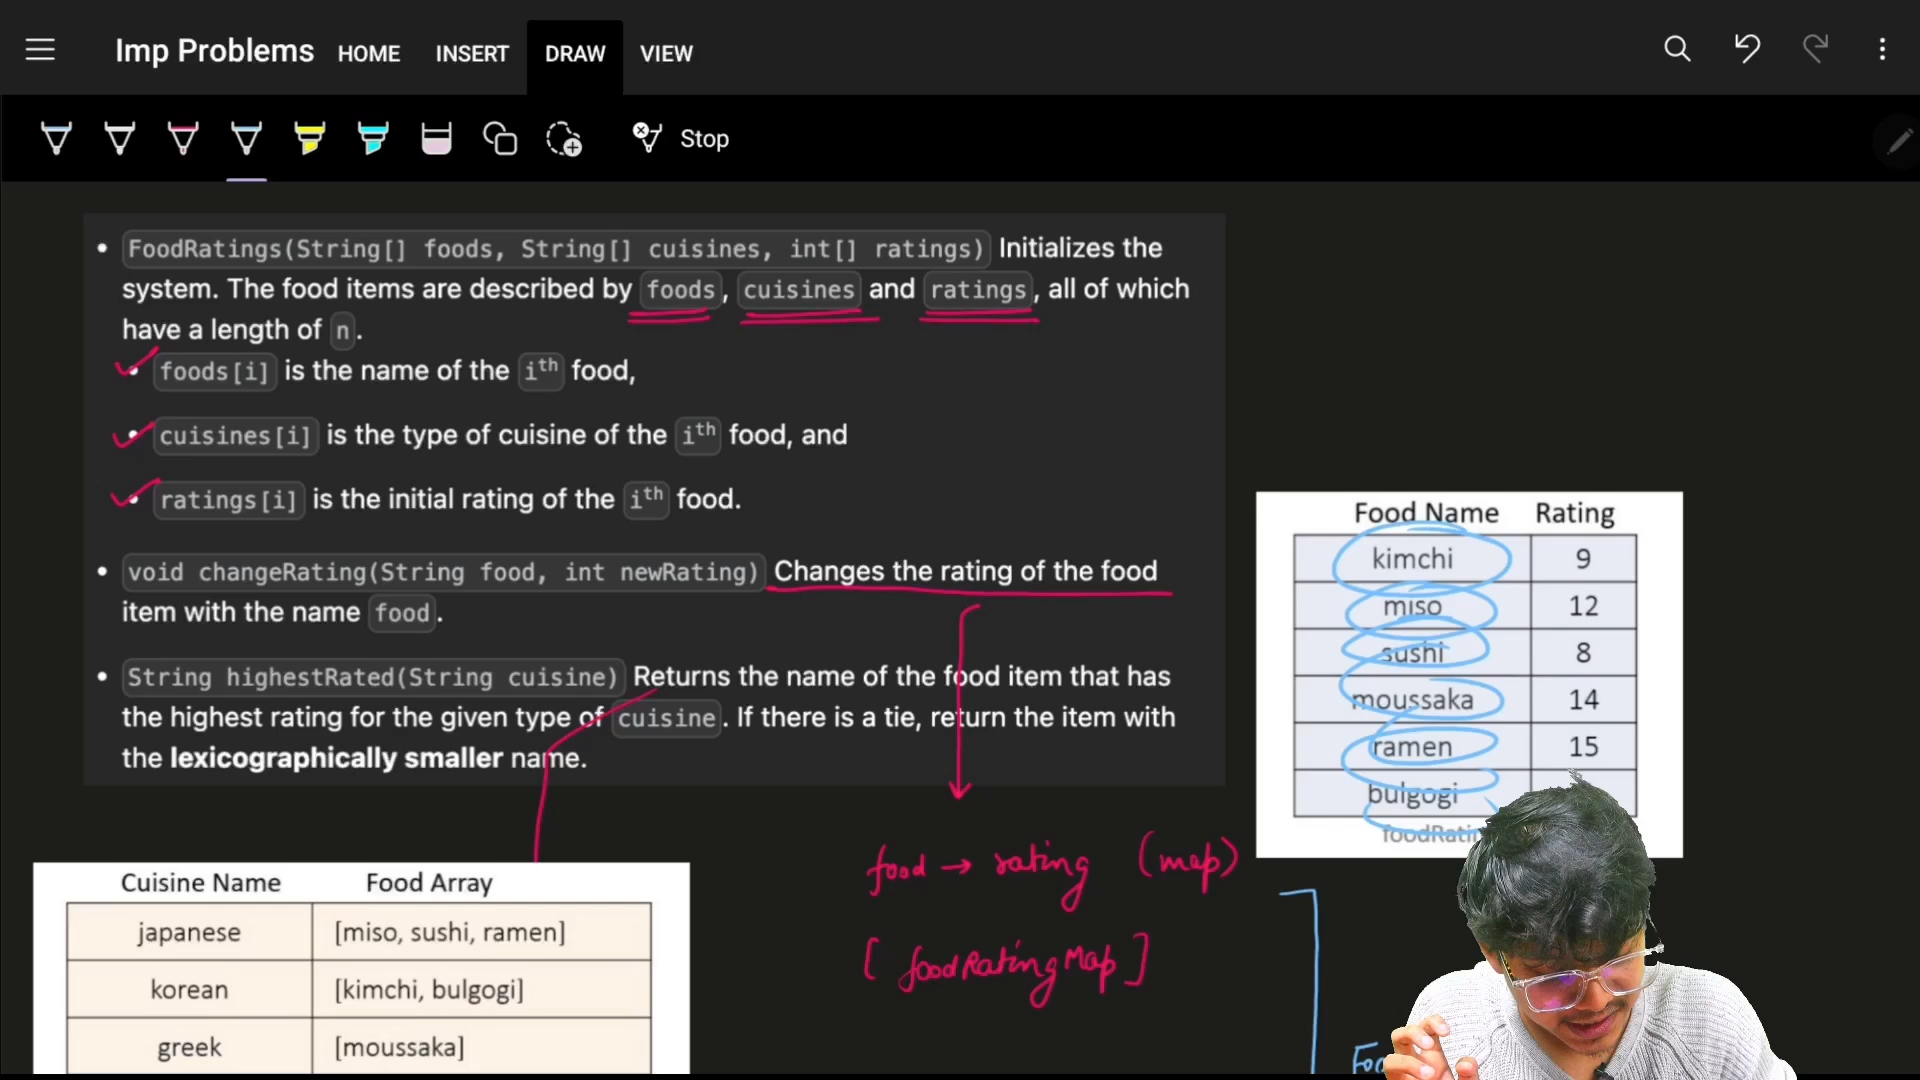 Imp Problems HOME INSERT DRAW VIEW
Stop
• FoodRatings(String[] foods, String[] cuisines, int[] ratings) Initializes the
system. The food items are described by foods, cuisines and ratings, all of which
have a length of n.
• foods[i] is the name of the ith food,
• cuisines[i] is the type of cuisine of the ith food, and
• ratings[i] is the initial rating of the ith food.
• void changeRating(String food, int newRating) Changes the rating of the food
item with the name food.
• String highestRated(String cuisine) Returns the name of the food item that has
the highest rating for the given type of cuisine. If there is a tie, return the item with
the lexicographically smaller name.
Food Name Rating
kimchi 9
miso 12
sushi 8
moussaka 14
ramen 15
bulgogi
food → rating (map)
[ foodRatingMap ]
Cuisine Name Food Array
japanese [miso, sushi, ramen]
korean [kimchi, bulgogi]
greek [moussaka]